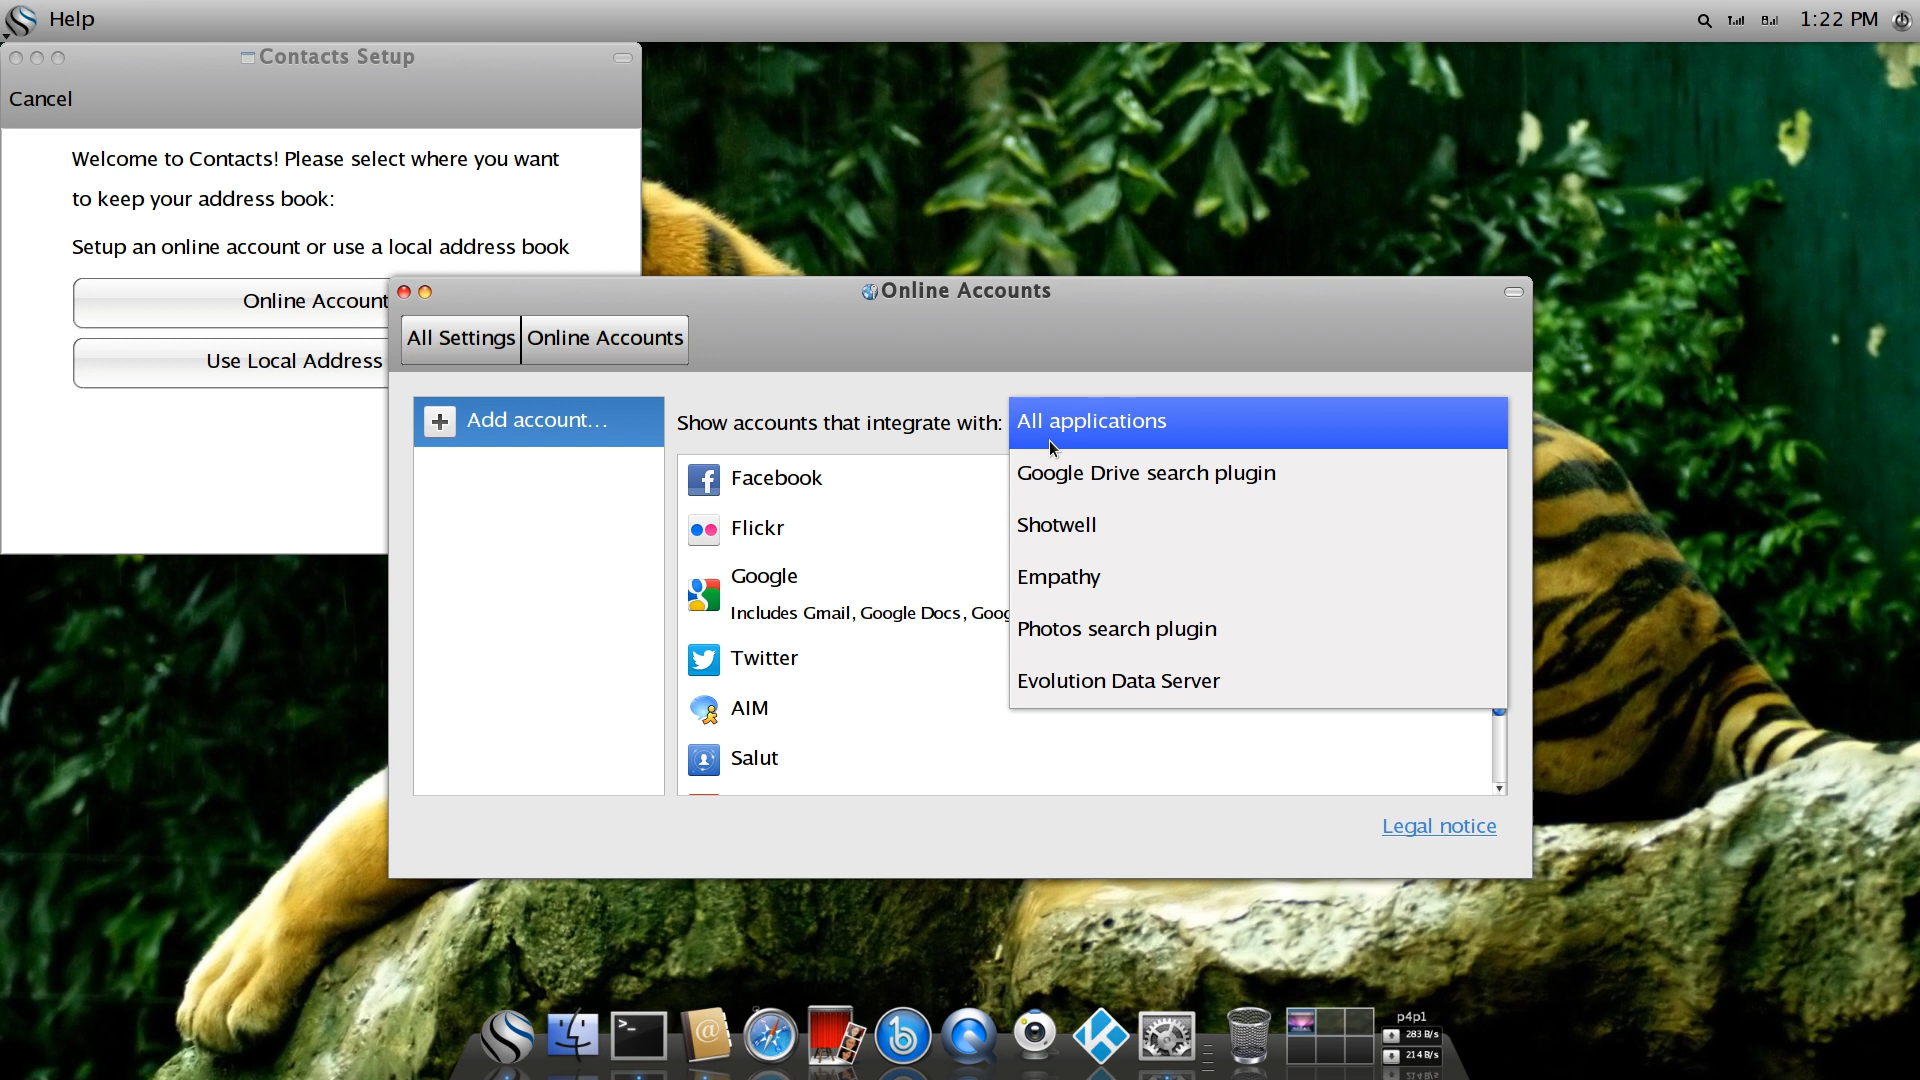 Help
1:22 PM
Contacts Setup
Cancel
Welcome to Contacts! Please select where you want
to keep your address book:
Setup an online account or use a local address book
Online Account
Use Local Address
Online Accounts
All Settings
Online Accounts
Add account...
Show accounts that integrate with:
All applications
Google Drive search plugin
Shotwell
Empathy
Photos search plugin
Evolution Data Server
Facebook
Flickr
Google
Includes Gmail, Google Docs, Goog
Twitter
AIM
Salut
Legal notice
p4p1
283 B/s
214 B/s